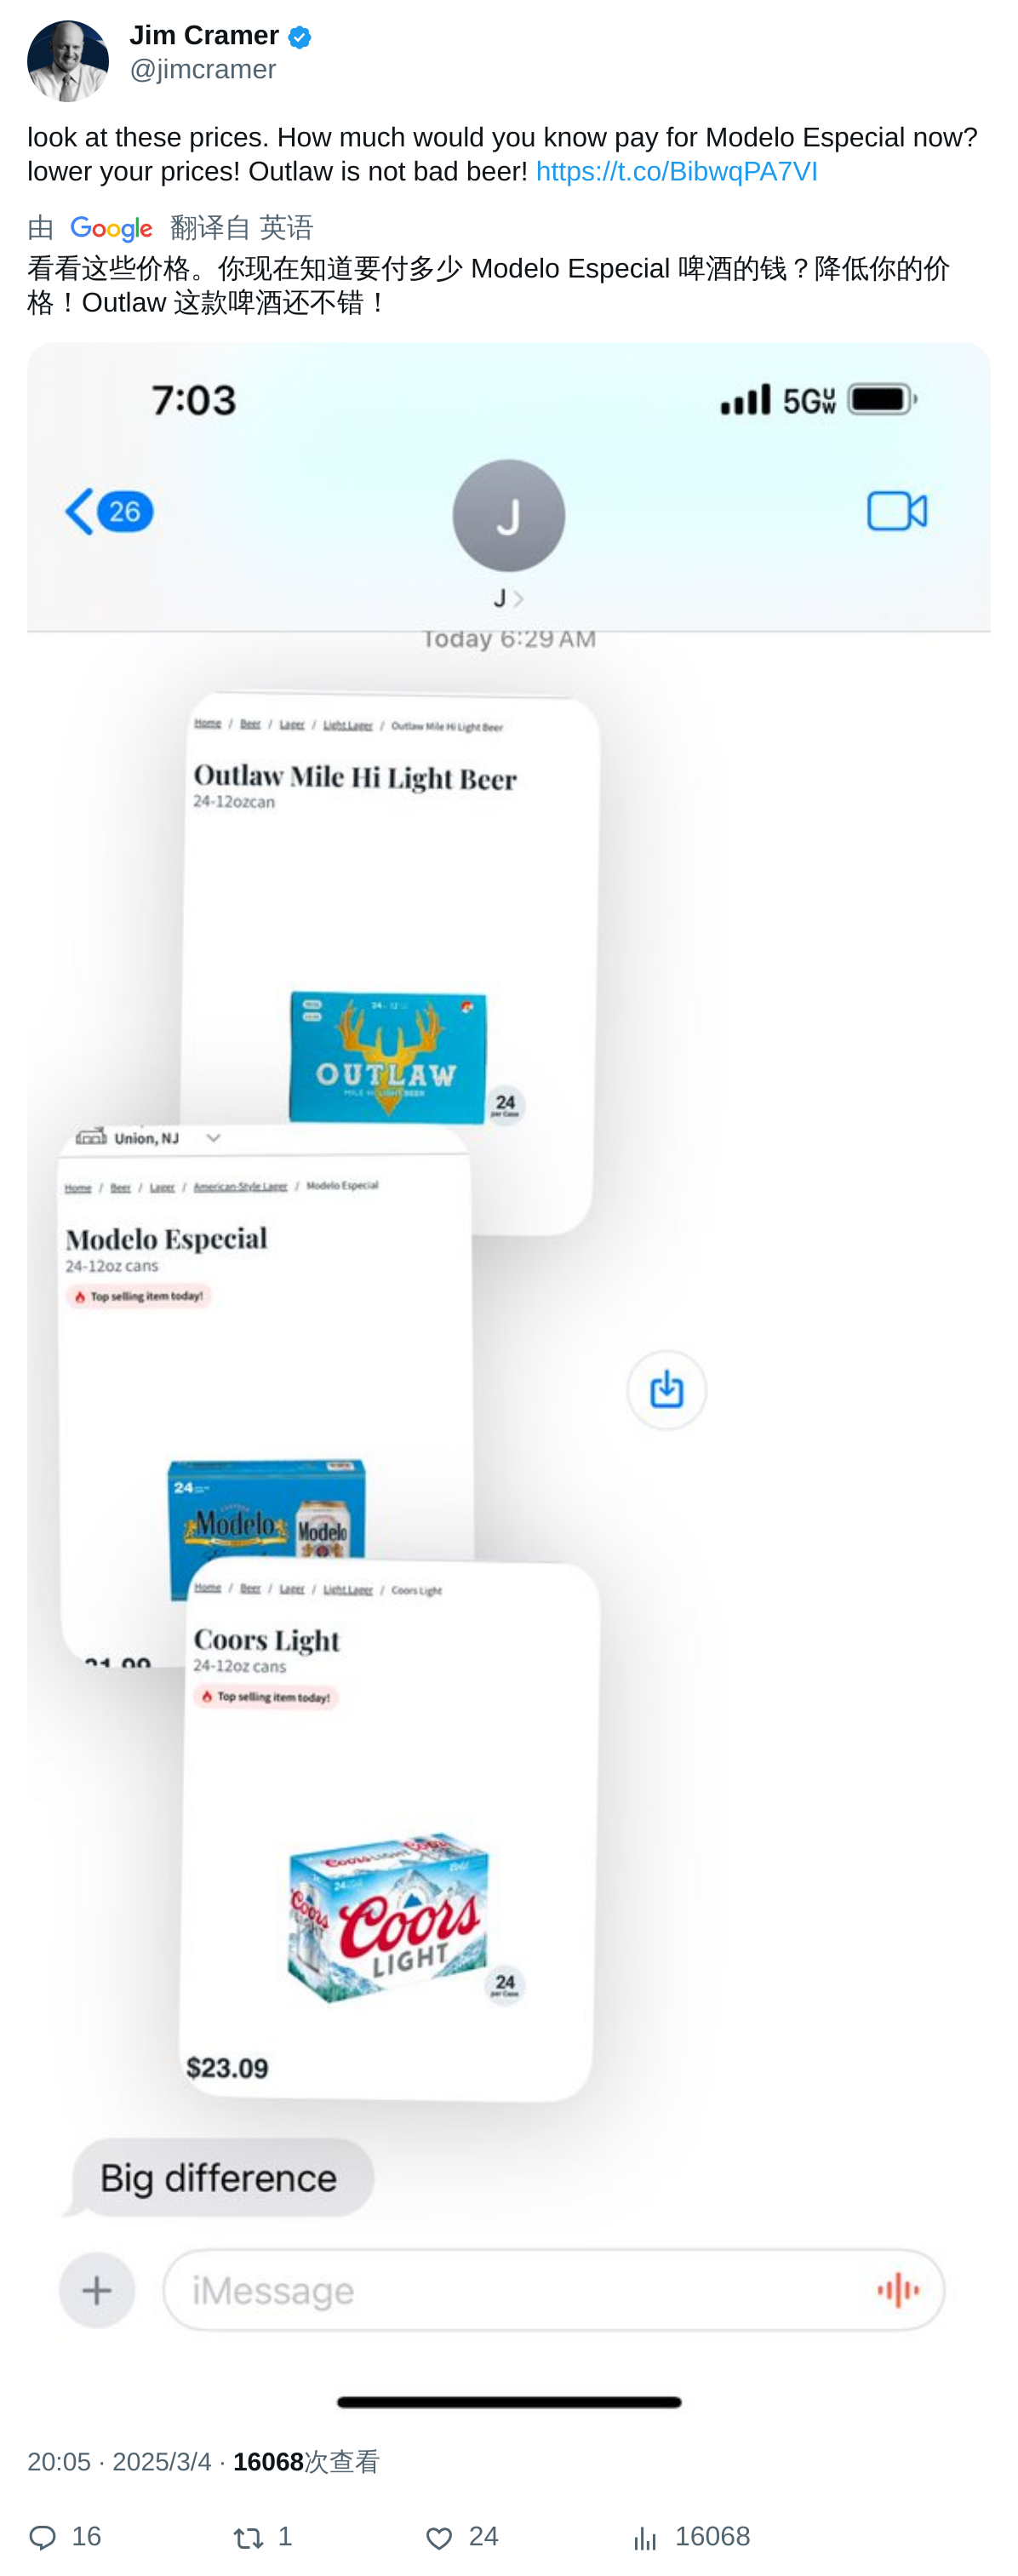 Jim Cramer
@jimcramer
look at these prices. How much would you know pay for Modelo Especial now?
lower your prices! Outlaw is not bad beer! https://t.co/BibwqPA7VI
由 Google 翻译自 英语
看看这些价格。你现在知道要付多少 Modelo Especial 啤酒的钱？降低你的价
格！Outlaw 这款啤酒还不错！
7:03
5G UW
26
J
J
Today 6:29 AM
Home / Beer / Lager / Light Lager / Outlaw Mile Hi Light Beer
Outlaw Mile Hi Light Beer
24-12ozcan
24 - 12
OUTLAW
MILE HI LIGHT BEER
24
per Case
Union, NJ
Home / Beer / Lager / American-Style Lager / Modelo Especial
Modelo Especial
24-12oz cans
Top selling item today!
24
Modelo
Modelo
Home / Beer / Lager / Light Lager / Coors Light
Coors Light
24-12oz cans
Top selling item today!
31.99
Coors LIGHT
Coors
Coors
LIGHT
24
per Case
$23.09
Big difference
iMessage
20:05 · 2025/3/4 · 16068次查看
16
1
24
16068